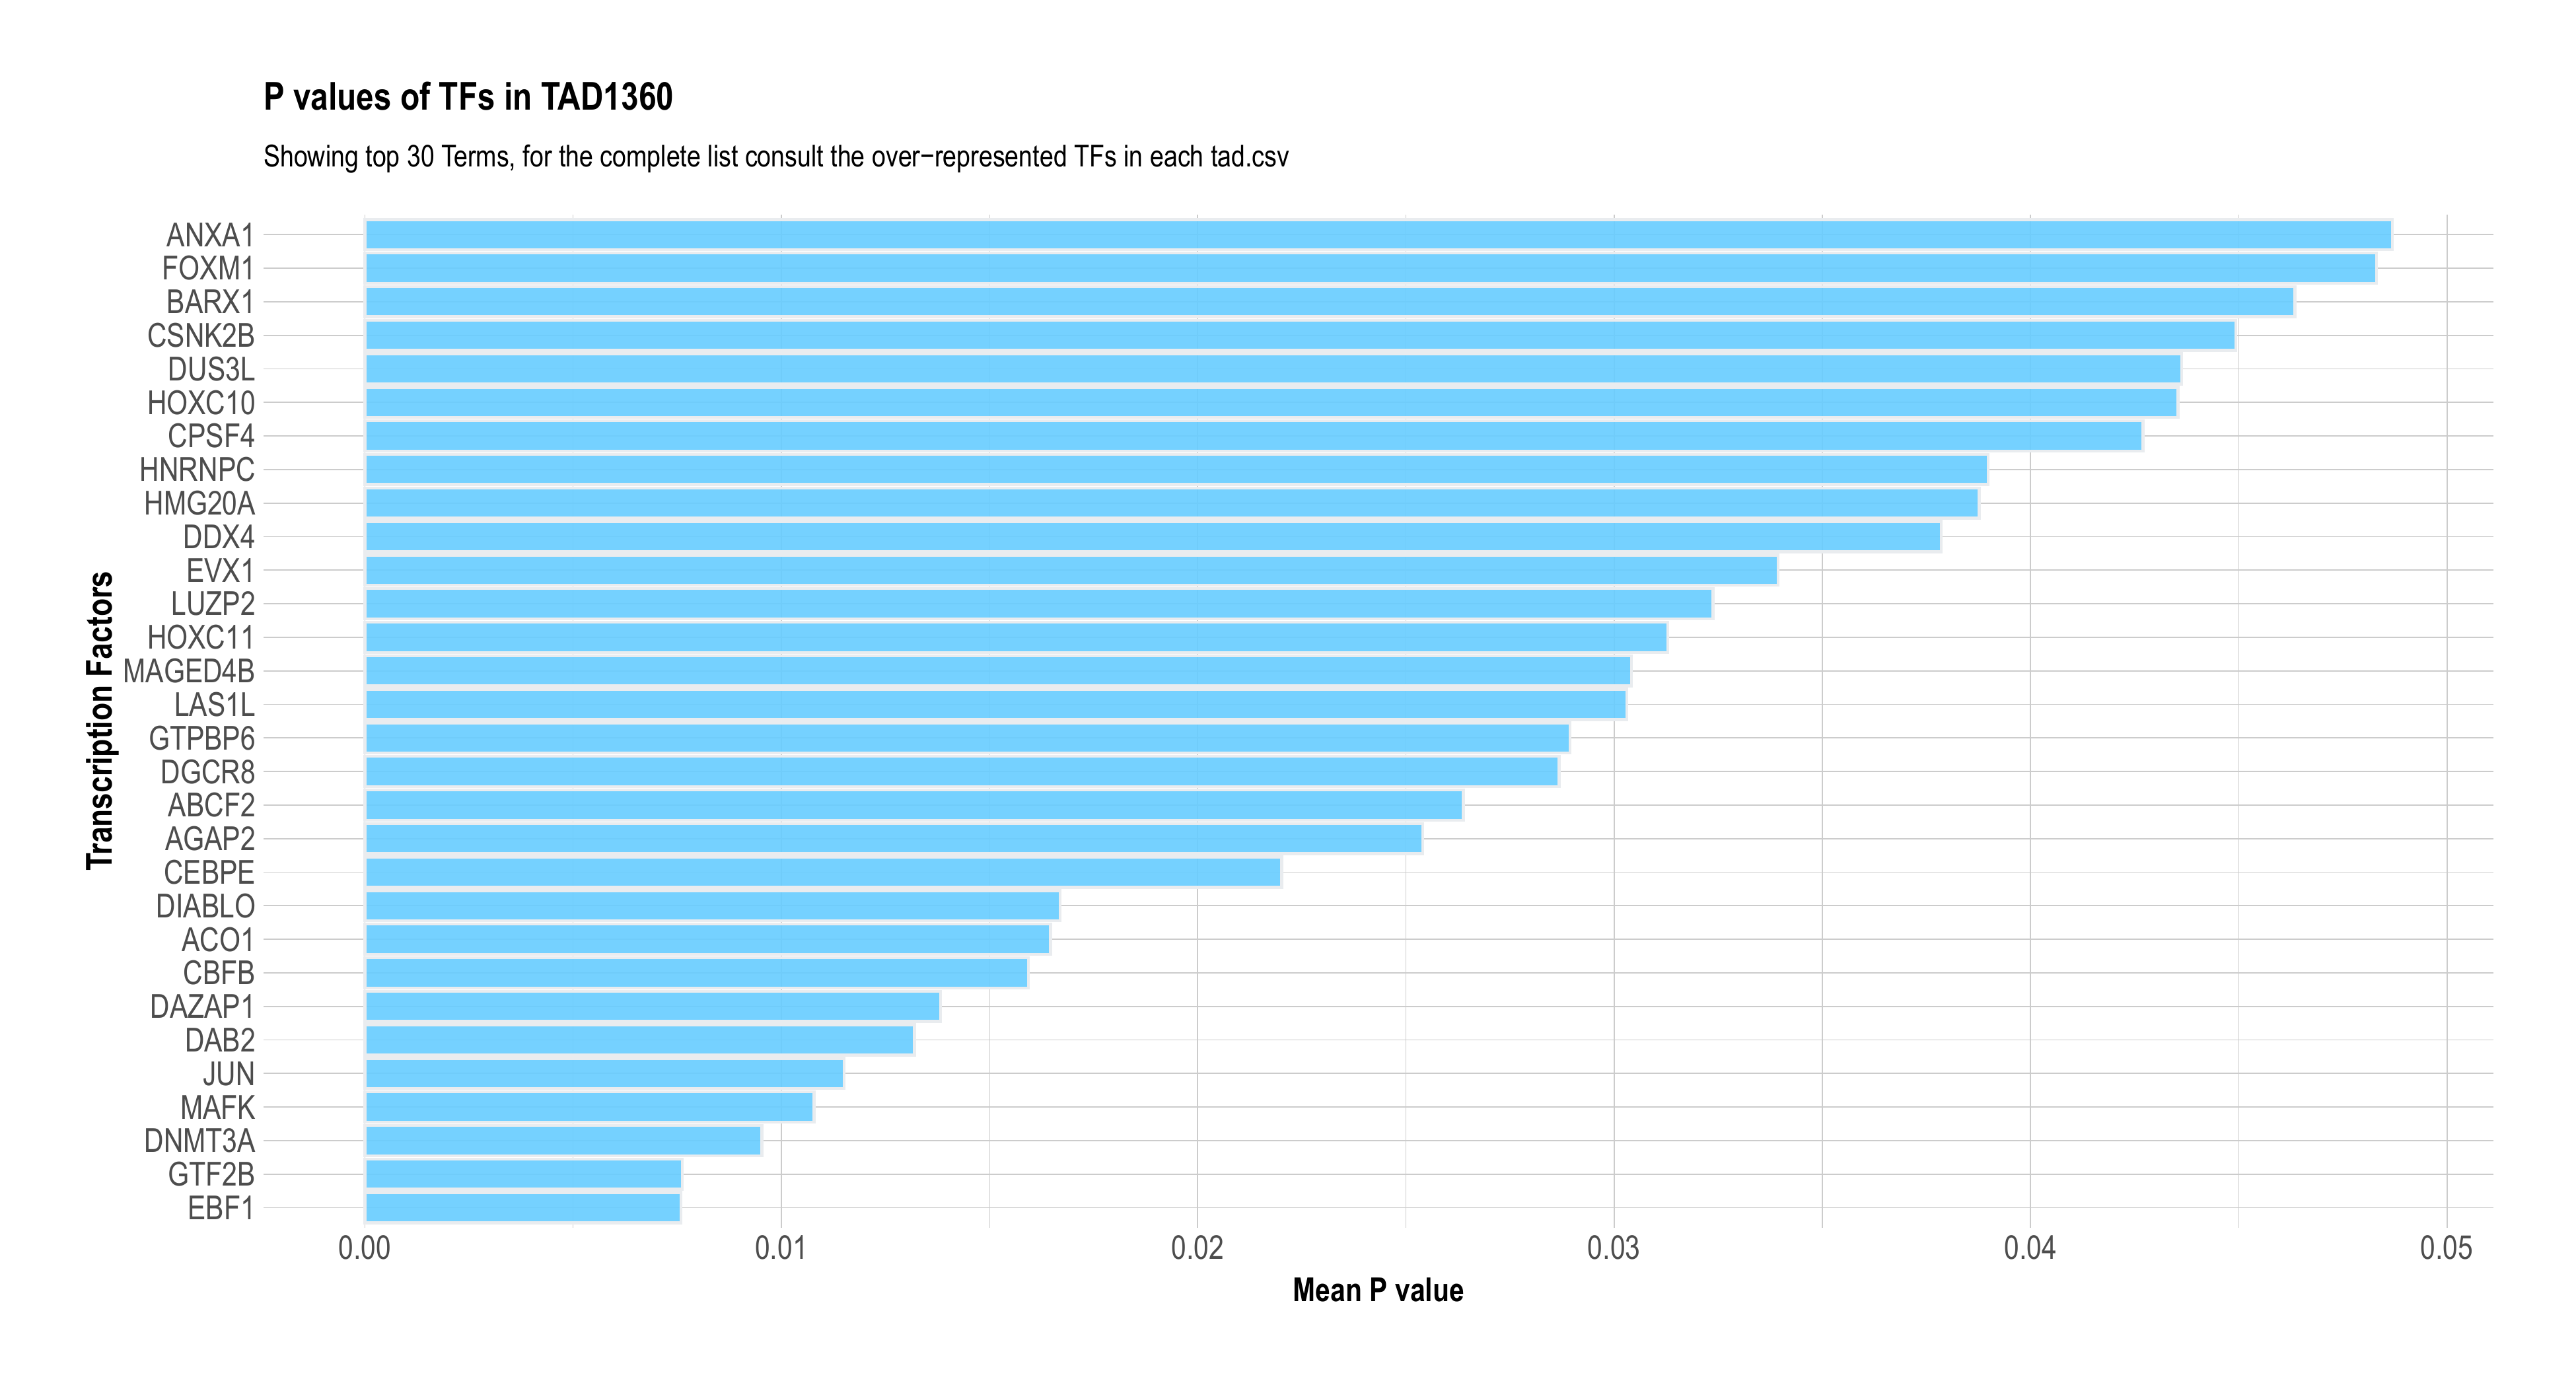 P values of TFs in TAD1360
Showing top 30 Terms, for the complete list consult the over−represented TFs in each tad.csv
Transcription Factors
ANXA1
FOXM1
BARX1
CSNK2B
DUS3L
HOXC10
CPSF4
HNRNPC
HMG20A
DDX4
EVX1
LUZP2
HOXC11
MAGED4B
LAS1L
GTPBP6
DGCR8
ABCF2
AGAP2
CEBPE
DIABLO
ACO1
CBFB
DAZAP1
DAB2
JUN
MAFK
DNMT3A
GTF2B
EBF1
0.00 0.01 0.02 0.03 0.04 0.05
Mean P value